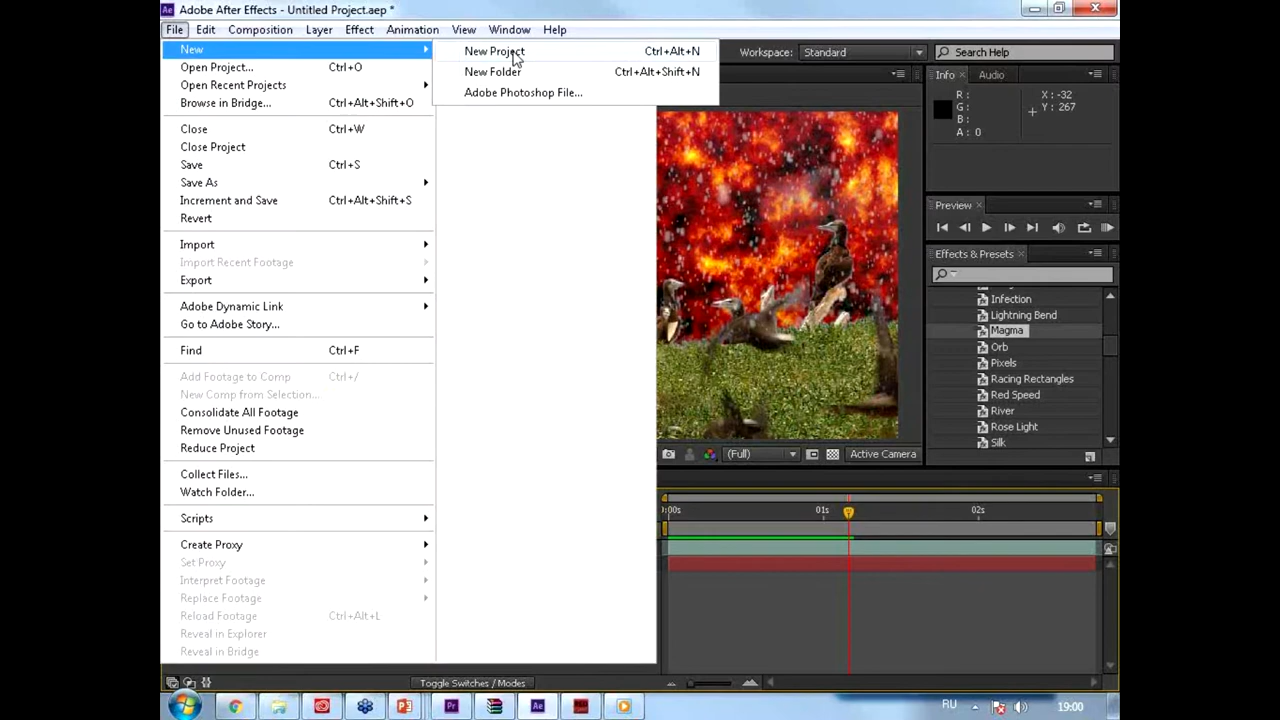 Adobe After Effects - Untitled Project.aep *
File Edit Composition Layer Effect Animation View Window Help
New
Open Project... Ctrl+O
Open Recent Projects
Browse in Bridge... Ctrl+Alt+Shift+O
Close Ctrl+W
Close Project
Save Ctrl+S
Save As
Increment and Save Ctrl+Alt+Shift+S
Revert
Import
Import Recent Footage
Export
Adobe Dynamic Link
Go to Adobe Story...
Find Ctrl+F
Add Footage to Comp Ctrl+/
New Comp from Selection...
Consolidate All Footage
Remove Unused Footage
Reduce Project
Collect Files...
Watch Folder...
Scripts
Create Proxy
Set Proxy
Interpret Footage
Replace Footage
Reload Footage Ctrl+Alt+L
Reveal in Explorer
Reveal in Bridge
New Project Ctrl+Alt+N
New Folder Ctrl+Alt+Shift+N
Adobe Photoshop File...
Workspace: Standard
Search Help
Info Audio
R: X: -32
G: Y: 267
B:
A: 0
Preview
Effects & Presets
Infection
Lightning Bend
Magma
Orb
Pixels
Racing Rectangles
Red Speed
River
Rose Light
Silk
(Full) Active Camera
:00s 01s 02s
Toggle Switches / Modes
Pr Ae RU 19:00